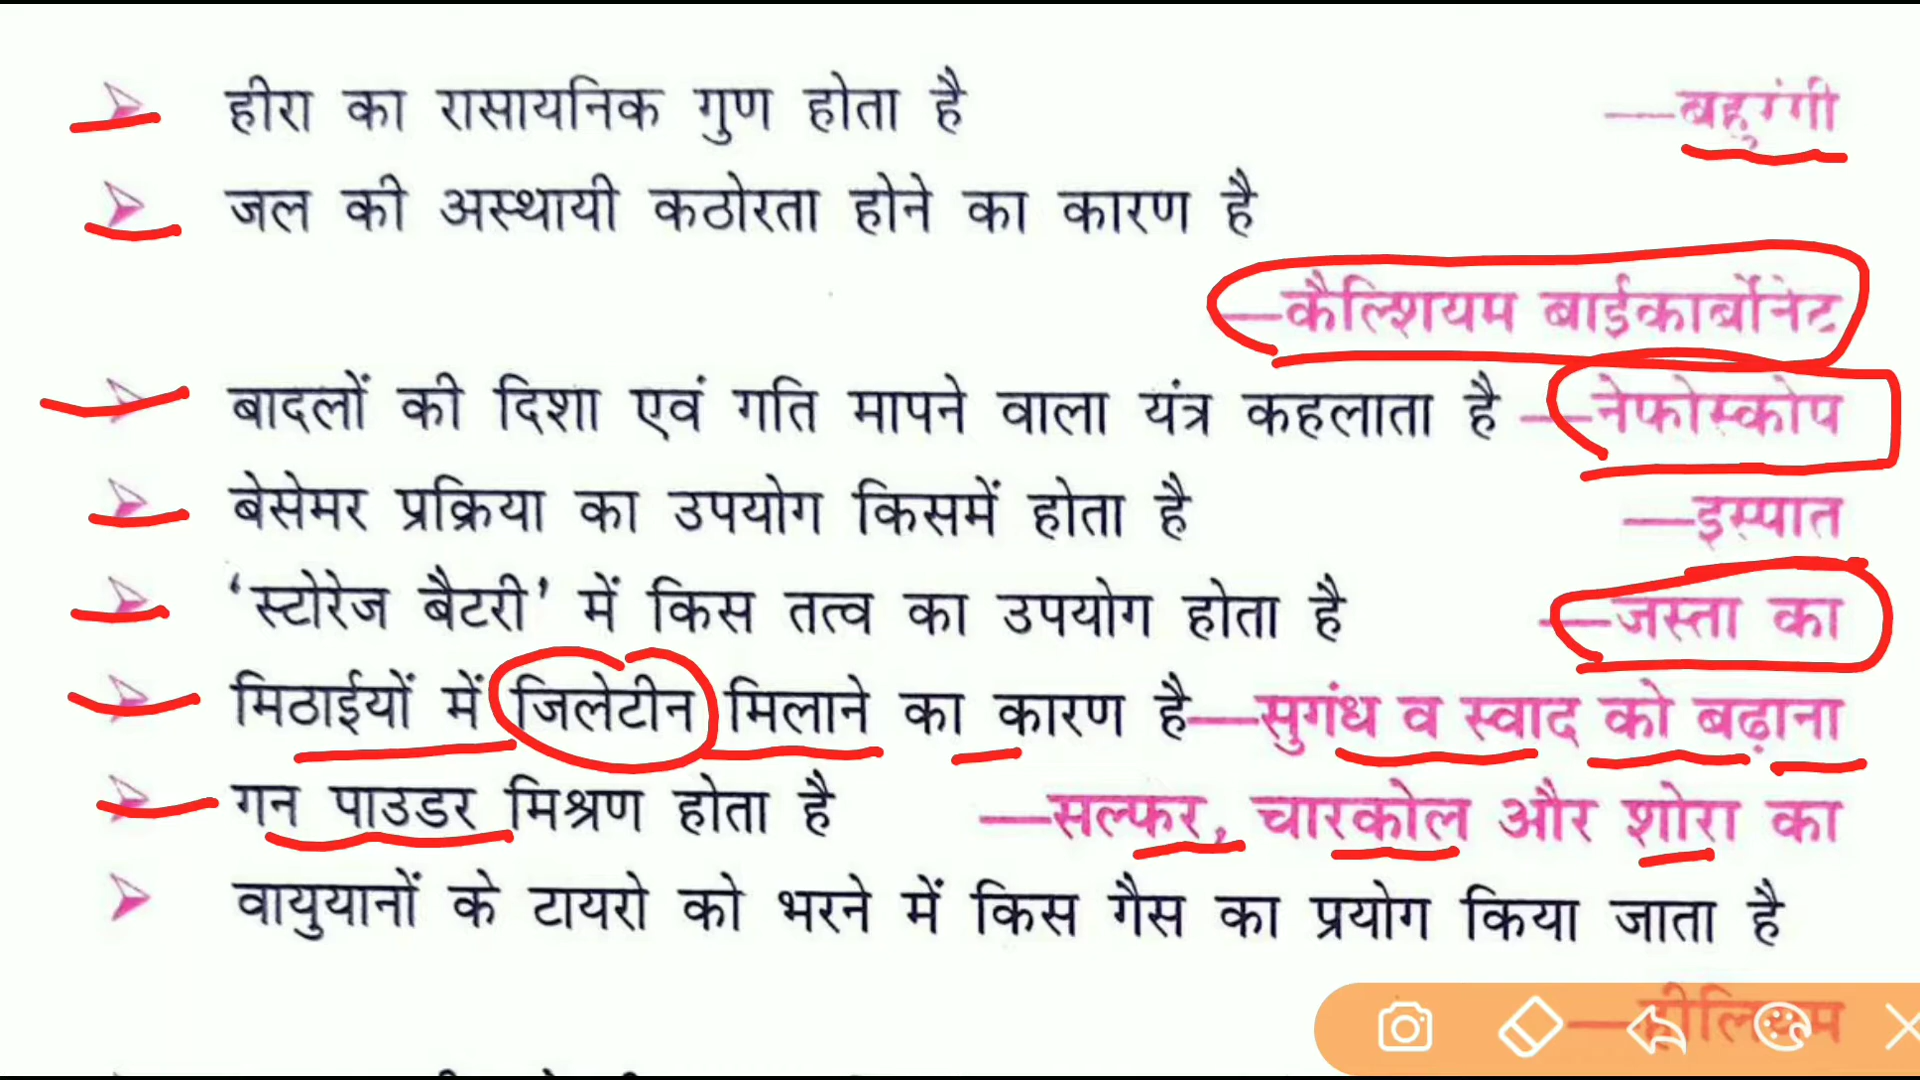 हीरा का रासायनिक गुण होता है —बहुरंगी
जल की अस्थायी कठोरता होने का कारण है
—कैल्शियम बाईकार्बोनेट
बादलों की दिशा एवं गति मापने वाला यंत्र कहलाता है —नेफोस्कोप
बेसेमर प्रक्रिया का उपयोग किसमें होता है —इस्पात
‘स्टोरेज बैटरी’ में किस तत्व का उपयोग होता है —जस्ता का
मिठाईयों में जिलेटीन मिलाने का कारण है—सुगंध व स्वाद को बढ़ाना
गन पाउडर मिश्रण होता है —सल्फर, चारकोल और शोरा का
वायुयानों के टायरो को भरने में किस गैस का प्रयोग किया जाता है
—हीलियम